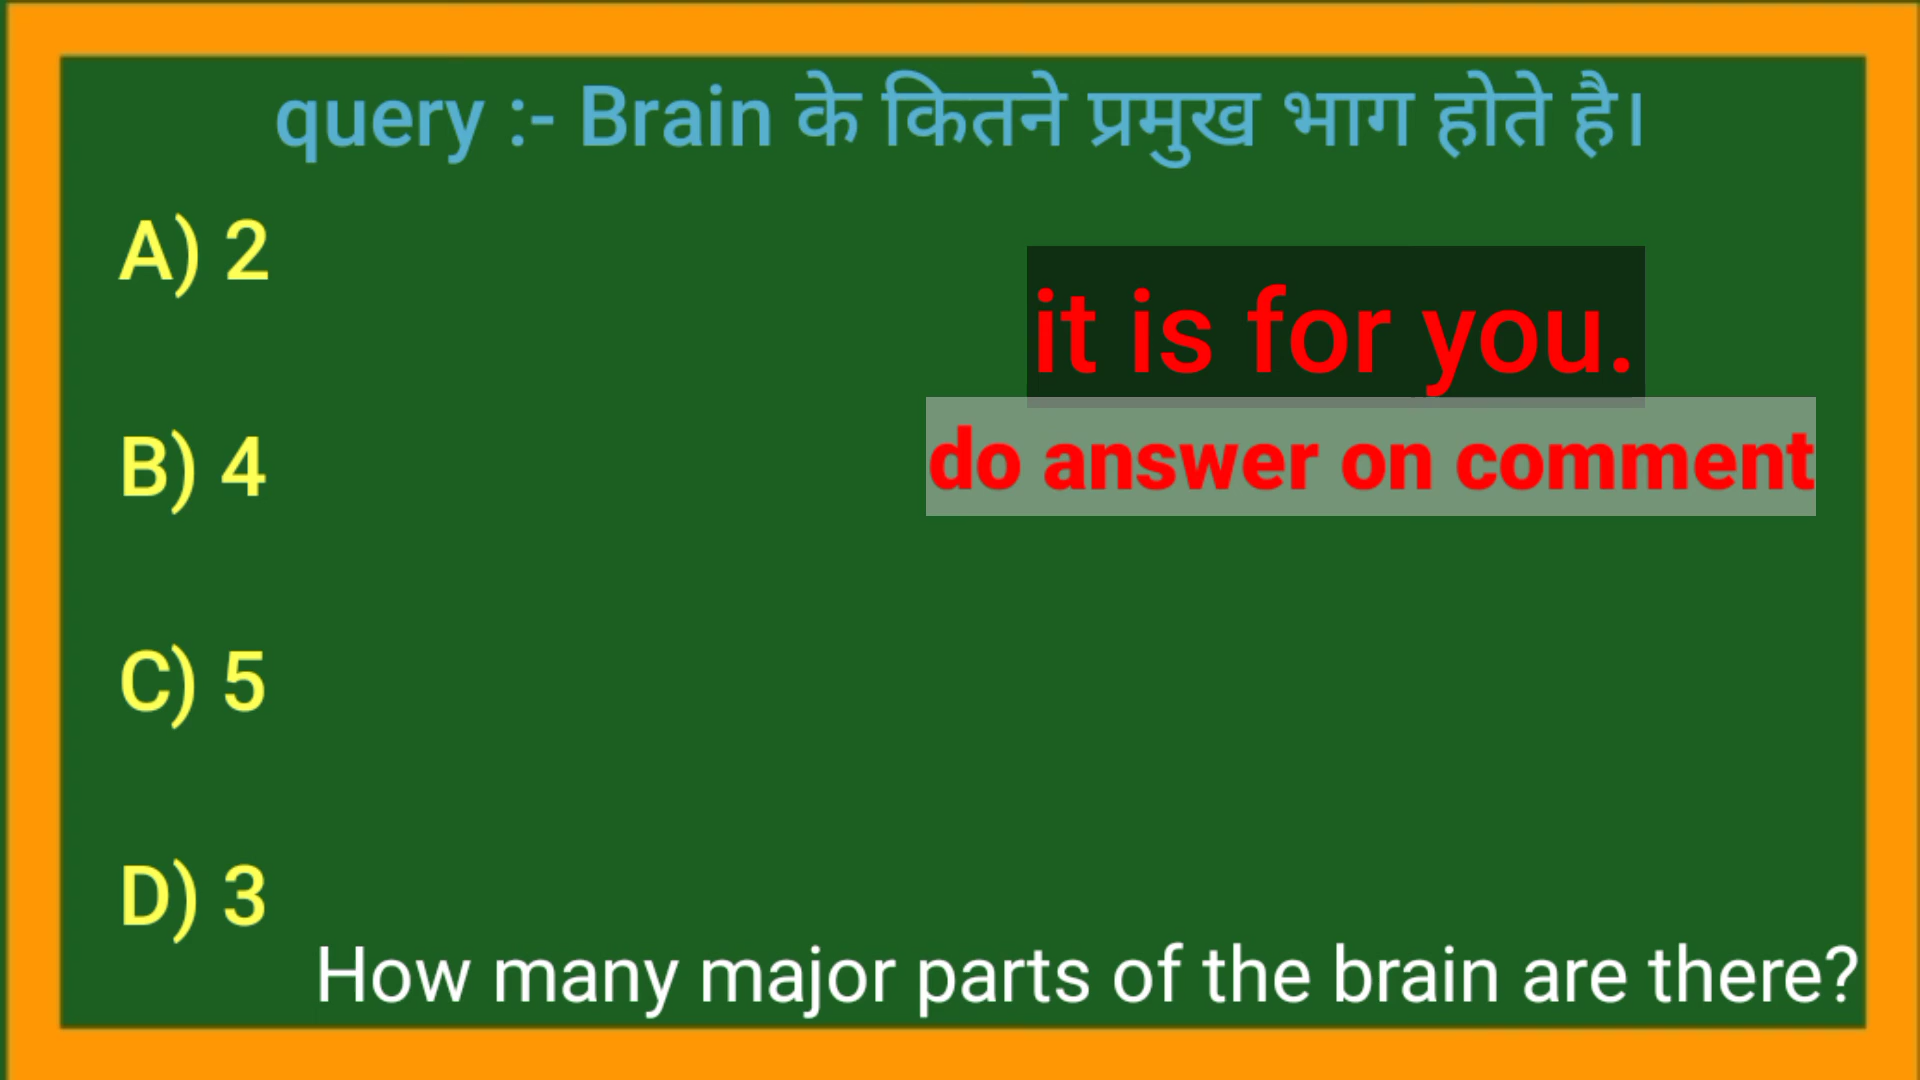 query :- Brain के कितने प्रमुख भाग होते है।
A) 2
it is for you.
do answer on comment
B) 4
C) 5
D) 3
How many major parts of the brain are there?